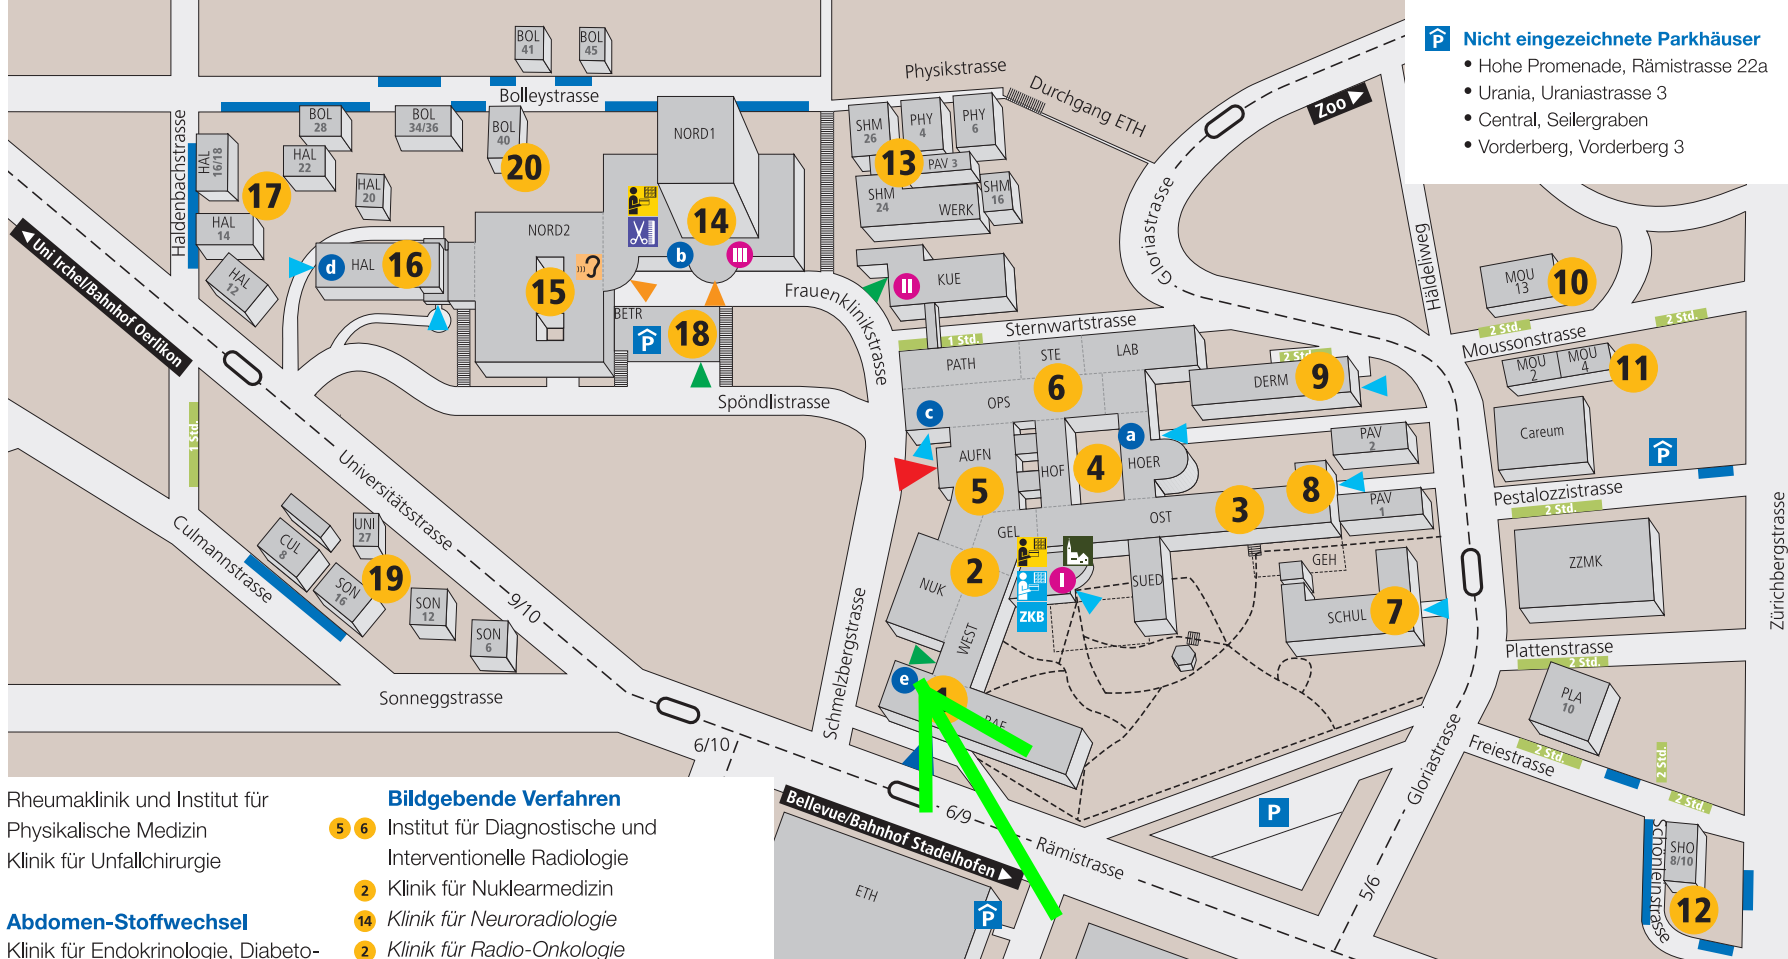 Nicht eingezeichnete Parkhäuser
• Hohe Promenade, Rämistrasse 22a
• Urania, Uraniastrasse 3
• Central, Seilergraben
• Vorderberg, Vorderberg 3
BOL
41
BOL
45
Physikstrasse
Durchgang ETH
Zoo
Bolleystrasse
Haldenbachstrasse
BOL
28
BOL
34/36
BOL
40
NORD1
SHM
26
PHY
4
PHY
6
PAV 3
13
HAL
16/18
HAL
22
HAL
20
17
20
SHM
24
WERK
SHM
16
Gloriastrasse
Hädeliweg
HAL
14
HAL
12
NORD2
14
b
III
Uni Irchel/Bahnhof Oerlikon
d
HAL
16
15
KUE
II
Frauenklinikstrasse
MOU
13
10
BETR
P
18
Sternwartstrasse
1 Std.
2 Std.
2 Std.
Moussonstrasse
PATH
STE
LAB
6
OPS
2 Std.
DERM
9
MOU
2
MOU
4
11
Spöndlistrasse
c
a
1 Std.
Careum
P
PAV
2
AUFN
HOF
4
HOER
5
8
PAV
1
Pestalozzistrasse
2 Std.
Universitätsstrasse
OST
3
GEL
Culmannstrasse
UNI
27
CUL
8
SON
16
19
SON
12
SON
6
9/10
NUK
2
I
ZKB
SUED
GEH
SCHUL
7
ZZMK
Zürichbergstrasse
WEST
Schmelzbergstrasse
Plattenstrasse
2 Std.
e
1
Sonneggstrasse
PLA
10
6/10
Freiestrasse
2 Std.
2 Std.
2 Std.
Gloriastrasse
6/9
Rämistrasse
Bellevue/Bahnhof Stadelhofen
P
5/6
ETH
P
Schönleinstrasse
SHO
8/10
12
Rheumaklinik und Institut für
Physikalische Medizin
Klinik für Unfallchirurgie
Abdomen-Stoffwechsel
Klinik für Endokrinologie, Diabeto-
Bildgebende Verfahren
5 6 Institut für Diagnostische und
Interventionelle Radiologie
2 Klinik für Nuklearmedizin
14 Klinik für Neuroradiologie
2 Klinik für Radio-Onkologie